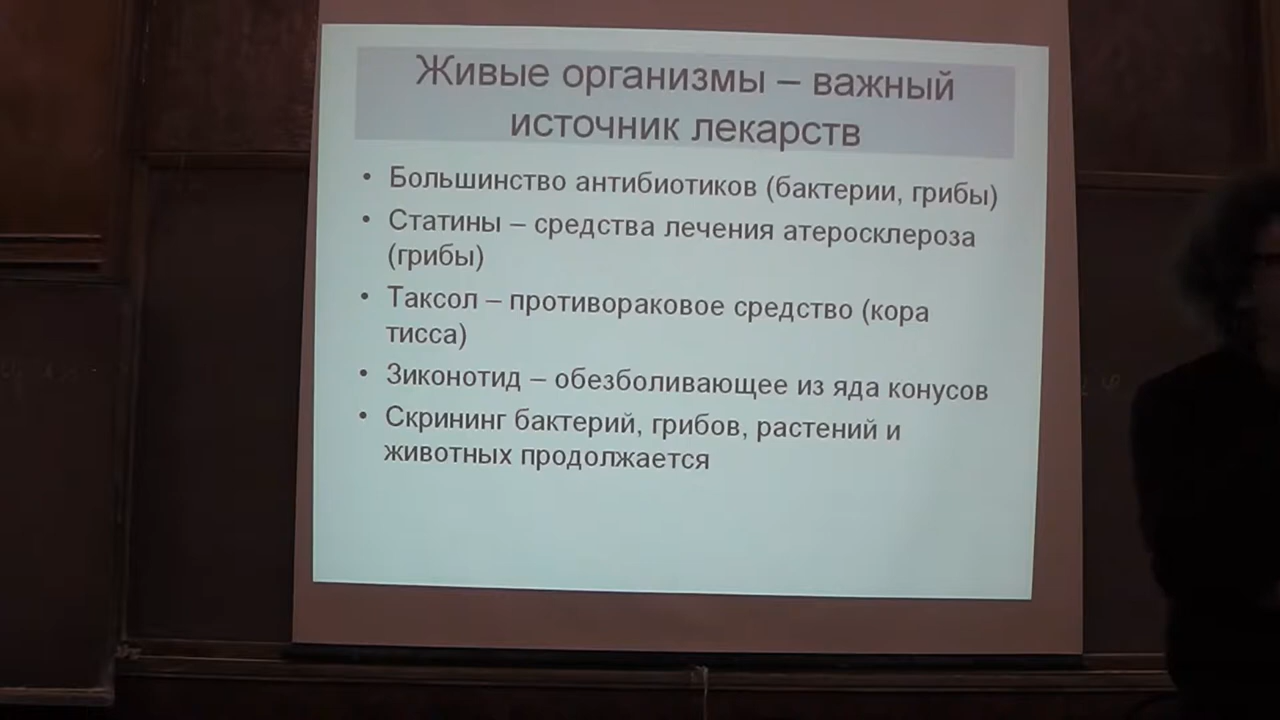 Живые организмы – важный
источник лекарств
• Большинство антибиотиков (бактерии, грибы)
• Статины – средства лечения атеросклероза
(грибы)
• Таксол – противораковое средство (кора
тисса)
• Зиконотид – обезболивающее из яда конусов
• Скрининг бактерий, грибов, растений и
животных продолжается